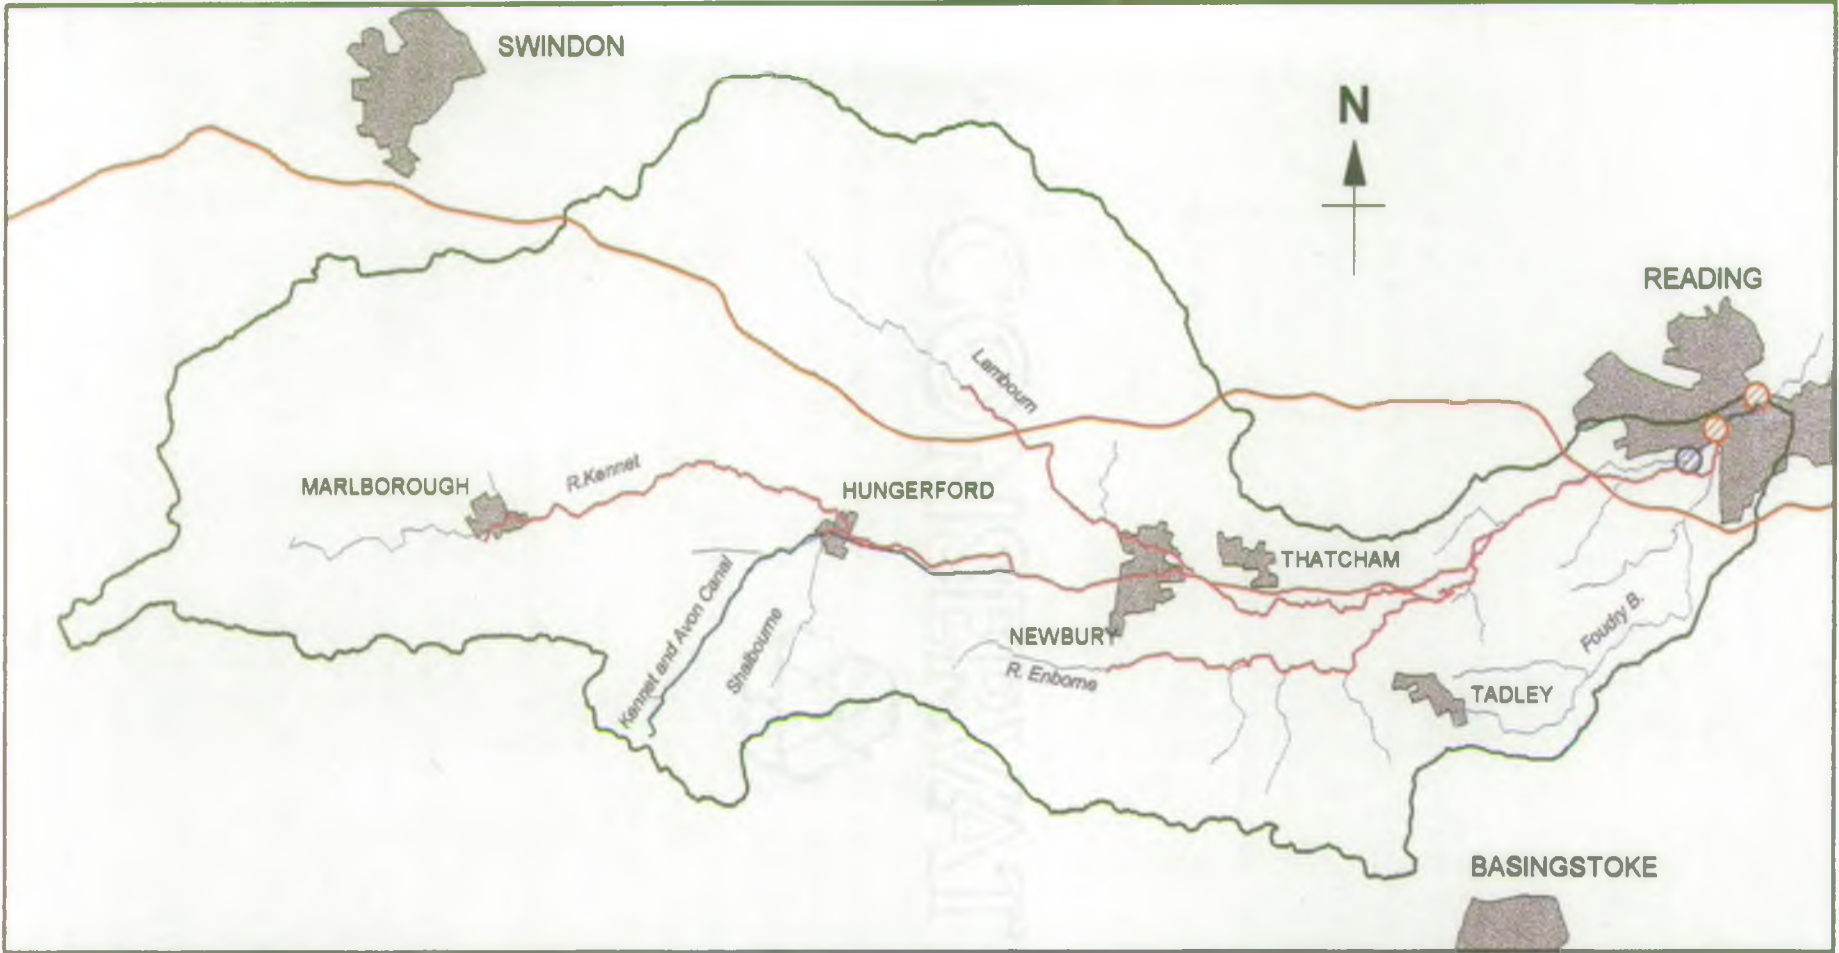 SWINDON
N
READING
Lambourn
MARLBOROUGH
R.Kennet
HUNGERFORD
THATCHAM
Kennet and Avon Canal
Shalbourne
NEWBURY
R. Enborne
Foudry B.
TADLEY
BASINGSTOKE